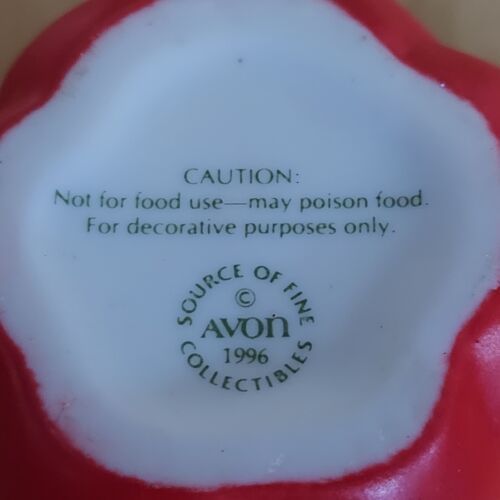 CAUTION:
Not for food use—may poison food.
For decorative purposes only.
SOURCE OF FINE
©
AVON
1996
COLLECTIBLES